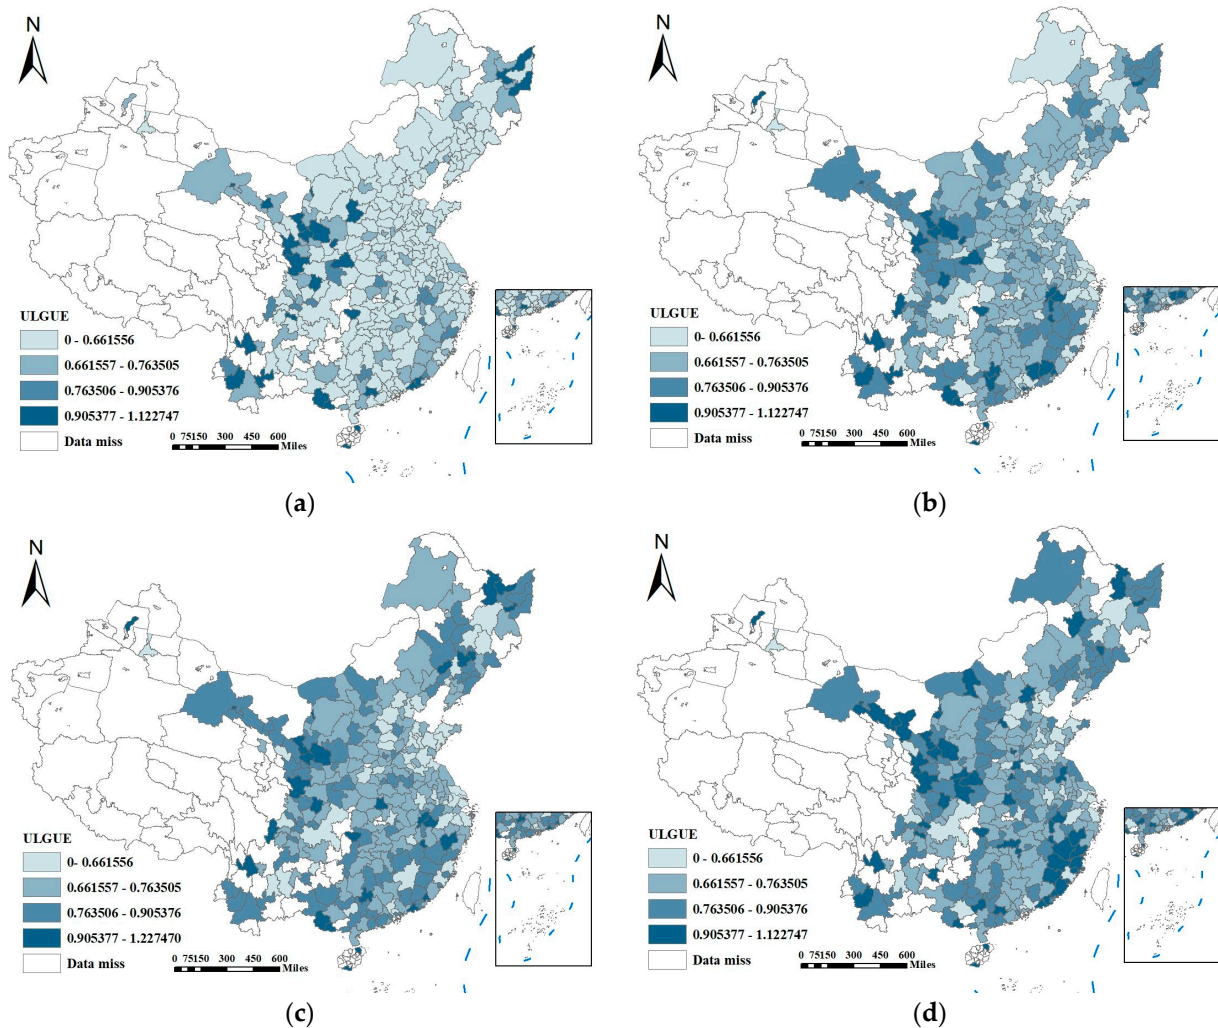 N
ULGUE
0 - 0.661556
0.661557 - 0.763505
0.763506 - 0.905376
0.905377 - 1.122747
Data miss
0 75150 300 450 600
Miles
(a)
N
ULGUE
0- 0.661556
0.661557 - 0.763505
0.763506 - 0.905376
0.905377 - 1.122747
Data miss
0 75150 300 450 600
Miles
(b)
N
ULGUE
0- 0.661556
0.661557 - 0.763505
0.763506 - 0.905376
0.905377 - 1.227470
Data miss
0 75150 300 450 600
Miles
(c)
N
ULGUE
0 - 0.661556
0.661557 - 0.763505
0.763506 - 0.905376
0.905377 - 1.122747
Data miss
0 75150 300 450 600
Miles
(d)